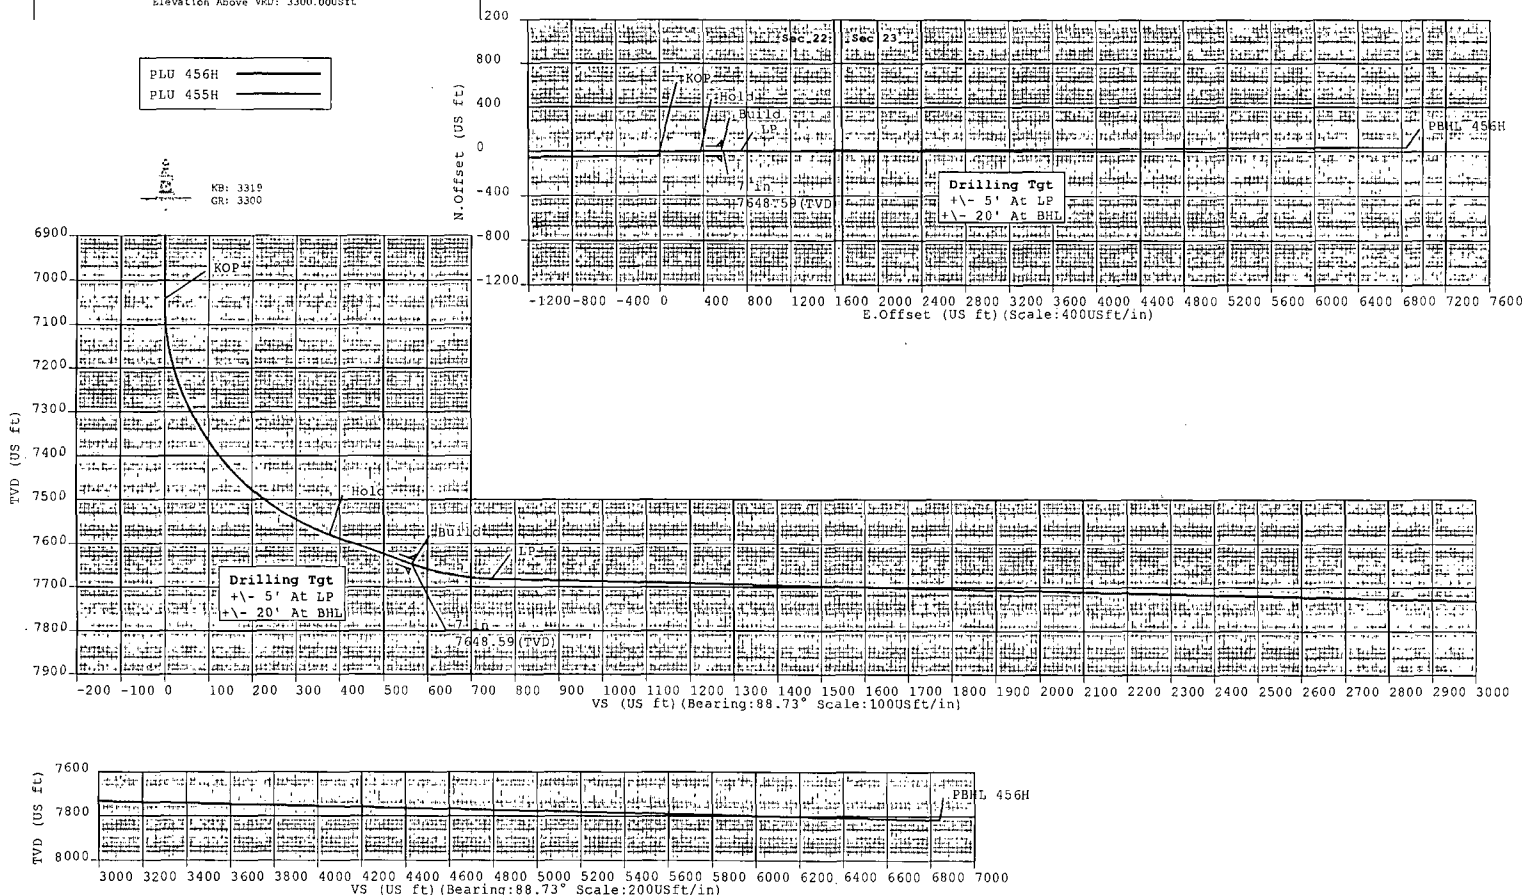 Elevation Above VRD: 3300.000USft
PLU 456H
PLU 455H
KB: 3319
GR: 3300
N.Offset (US ft)
200
800
400
0
-400
-800
-1200
Sec 22
Sec 23
KOP
Hold
Build
LP
PBHL 456H
7 in
7648.59(TVD)
Drilling Tgt
+\- 5' At LP
+\- 20' At BHL
-1200 -800 -400 0 400 800 1200 1600 2000 2400 2800 3200 3600 4000 4400 4800 5200 5600 6000 6400 6800 7200 7600
E.Offset (US ft)(Scale:400USft/in)
TVD (US ft)
6900
7000
7100
7200
7300
7400
7500
7600
7700
7800
7900
KOP
Hold
Build
LP
Drilling Tgt
+\- 5' At LP
+\- 20' At BHL
7 in
7648.59(TVD)
-200 -100 0 100 200 300 400 500 600 700 800 900 1000 1100 1200 1300 1400 1500 1600 1700 1800 1900 2000 2100 2200 2300 2400 2500 2600 2700 2800 2900 3000
VS (US ft)(Bearing:88.73° Scale:100USft/in)
TVD (US ft)
7600
7800
8000
PBHL 456H
3000 3200 3400 3600 3800 4000 4200 4400 4600 4800 5000 5200 5400 5600 5800 6000 6200 6400 6600 6800 7000
VS (US ft)(Bearing:88.73° Scale:200USft/in)